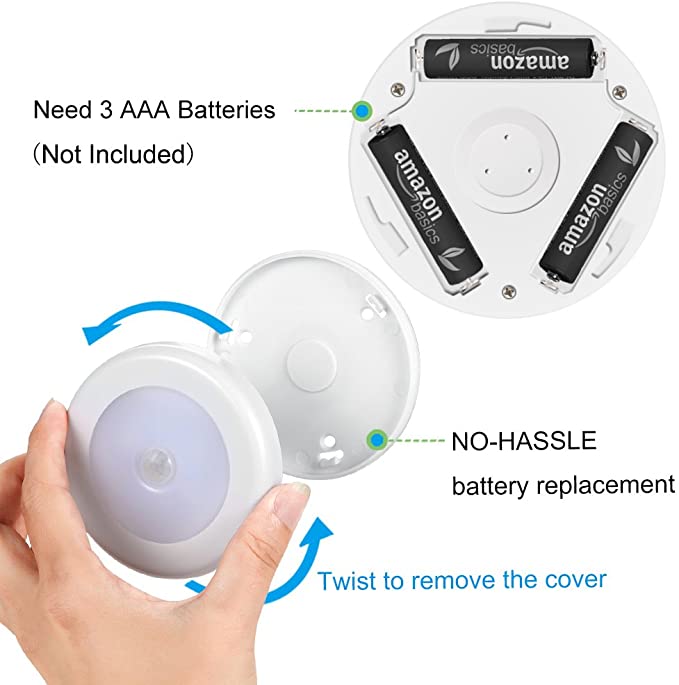 Need 3 AAA Batteries
（Not Included）
amazon
basics
amazon
basics
amazon
basics
NO-HASSLE
battery replacement
Twist to remove the cover